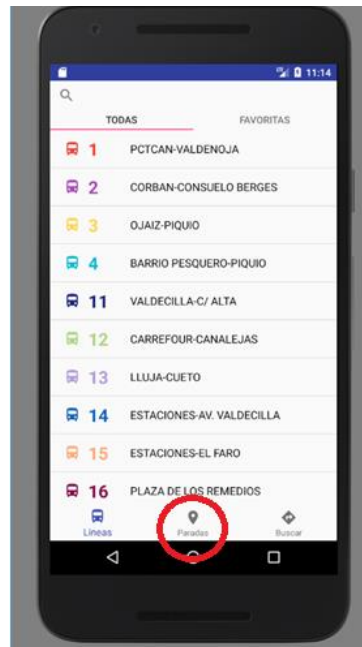 11:14
TODAS FAVORITAS
1 PCTCAN-VALDENOJA
2 CORBAN-CONSUELO BERGES
3 OJAIZ-PIQUIO
4 BARRIO PESQUERO-PIQUIO
11 VALDECILLA-C/ ALTA
12 CARREFOUR-CANALEJAS
13 LLUJA-CUETO
14 ESTACIONES-AV. VALDECILLA
15 ESTACIONES-EL FARO
16 PLAZA DE LOS REMEDIOS
Líneas Paradas Buscar